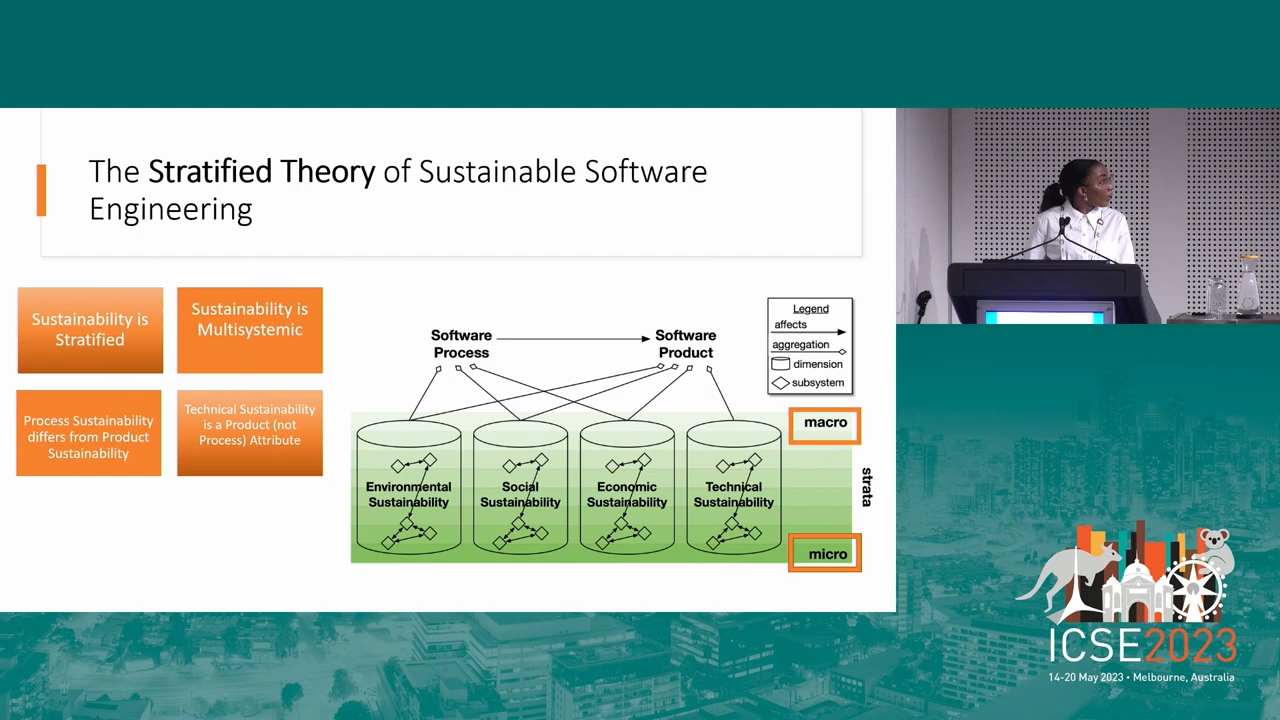 The Stratified Theory of Sustainable Software
Engineering
Sustainability is
Stratified
Sustainability is
Multisystemic
Process Sustainability
differs from Product
Sustainability
Technical Sustainability
is a Product (not
Process) Attribute
Software
Process
Software
Product
Legend
affects
aggregation
dimension
subsystem
macro
Environmental
Sustainability
Social
Sustainability
Economic
Sustainability
Technical
Sustainability
strata
micro
ICSE2023
14-20 May 2023 • Melbourne, Australia